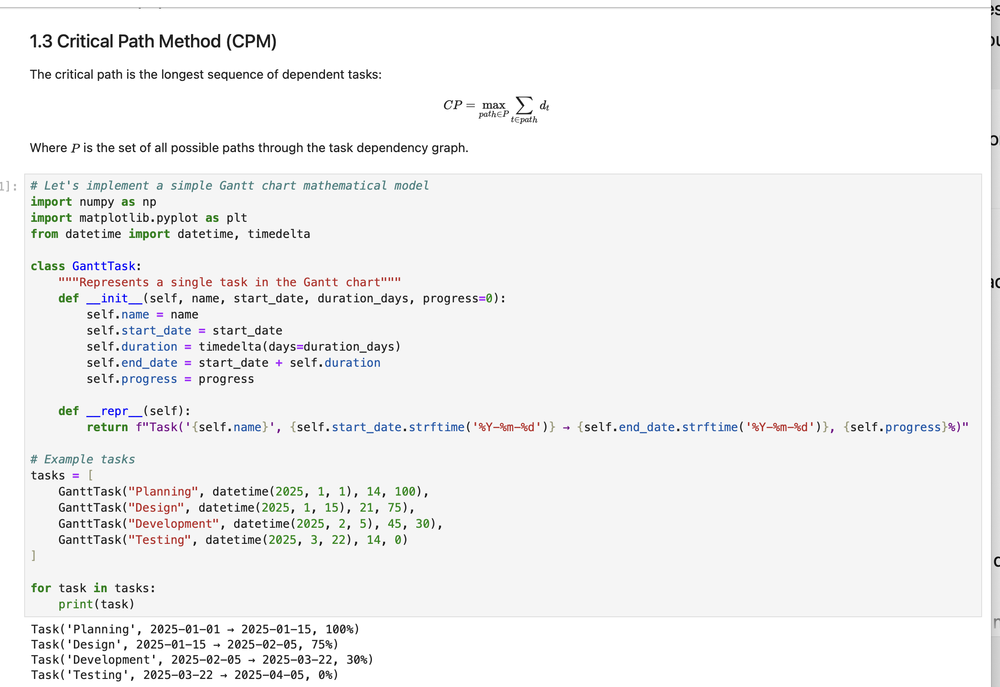 1.3 Critical Path Method (CPM)
The critical path is the longest sequence of dependent tasks:
CP = max_{path∈P} ∑_{t∈path} d_t
Where P is the set of all possible paths through the task dependency graph.
1]:
# Let's implement a simple Gantt chart mathematical model
import numpy as np
import matplotlib.pyplot as plt
from datetime import datetime, timedelta
class GanttTask:
    """Represents a single task in the Gantt chart"""
    def __init__(self, name, start_date, duration_days, progress=0):
        self.name = name
        self.start_date = start_date
        self.duration = timedelta(days=duration_days)
        self.end_date = start_date + self.duration
        self.progress = progress
    def __repr__(self):
        return f"Task('{self.name}', {self.start_date.strftime('%Y-%m-%d')} → {self.end_date.strftime('%Y-%m-%d')}, {self.progress}%)"
# Example tasks
tasks = [
    GanttTask("Planning", datetime(2025, 1, 1), 14, 100),
    GanttTask("Design", datetime(2025, 1, 15), 21, 75),
    GanttTask("Development", datetime(2025, 2, 5), 45, 30),
    GanttTask("Testing", datetime(2025, 3, 22), 14, 0)
]
for task in tasks:
    print(task)
Task('Planning', 2025-01-01 → 2025-01-15, 100%)
Task('Design', 2025-01-15 → 2025-02-05, 75%)
Task('Development', 2025-02-05 → 2025-03-22, 30%)
Task('Testing', 2025-03-22 → 2025-04-05, 0%)